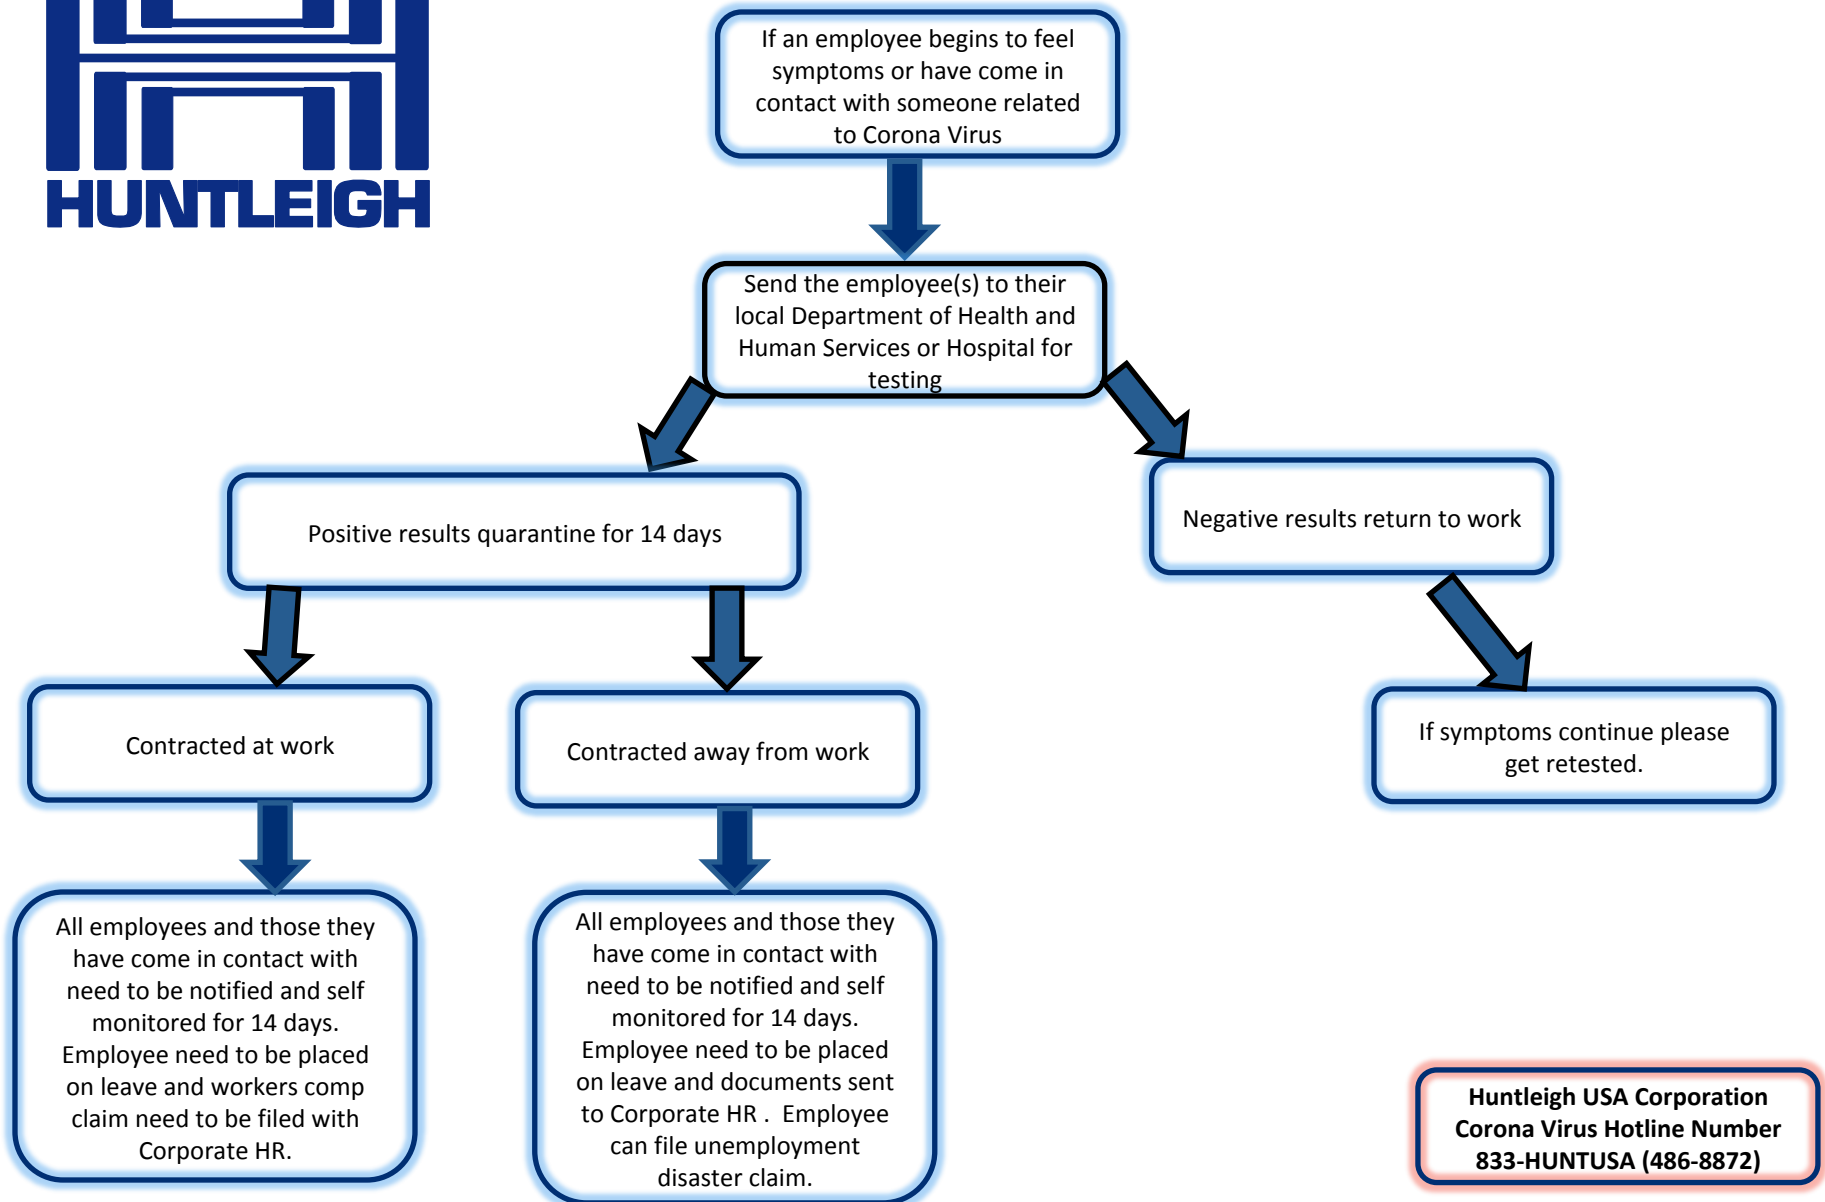 HUNTLEIGH
If an employee begins to feel
symptoms or have come in
contact with someone related
to Corona Virus
Send the employee(s) to their
local Department of Health and
Human Services or Hospital for
testing
Positive results quarantine for 14 days
Negative results return to work
Contracted at work
Contracted away from work
If symptoms continue please
get retested.
All employees and those they
have come in contact with
need to be notified and self
monitored for 14 days.
Employee need to be placed
on leave and workers comp
claim need to be filed with
Corporate HR.
All employees and those they
have come in contact with
need to be notified and self
monitored for 14 days.
Employee need to be placed
on leave and documents sent
to Corporate HR .  Employee
can file unemployment
disaster claim.
Huntleigh USA Corporation
Corona Virus Hotline Number
833-HUNTUSA (486-8872)